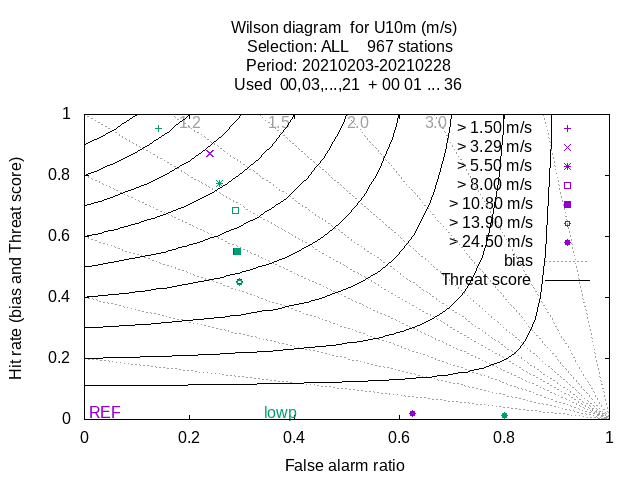 Wilson diagram  for U10m (m/s)
Selection: ALL    967 stations
Period: 20210203-20210228
Used  00,03,...,21  + 00 01 ... 36
Hit rate (bias and Threat score)
1
0.8
0.6
0.4
0.2
0
1.2
1.5
2.0
3.0
> 1.50 m/s
> 3.29 m/s
> 5.50 m/s
> 8.00 m/s
> 10.80 m/s
> 13.90 m/s
> 24.50 m/s
bias
Threat score
REF
lowp
0
0.2
0.4
0.6
0.8
1
False alarm ratio